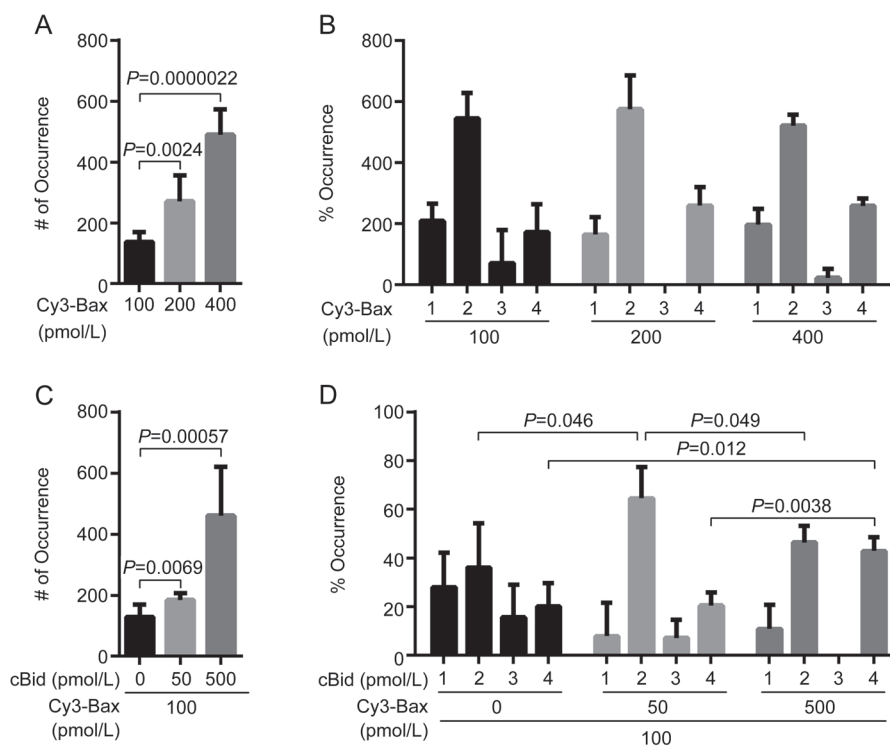 A
800
600
400
200
0
# of Occurrence
P=0.0000022
P=0.0024
Cy3-Bax 100 200 400
(pmol/L)
B
800
600
400
200
0
% Occurrence
Cy3-Bax 1 2 3 4 1 2 3 4 1 2 3 4
(pmol/L) 100 200 400
C
800
600
400
200
0
# of Occurrence
P=0.00057
P=0.0069
cBid (pmol/L) 0 50 500
Cy3-Bax 100
(pmol/L)
D
100
80
60
40
20
0
% Occurrence
P=0.046 P=0.049
P=0.012
P=0.0038
cBid (pmol/L) 1 2 3 4 1 2 3 4 1 2 3 4
Cy3-Bax 0 50 500
(pmol/L) 100